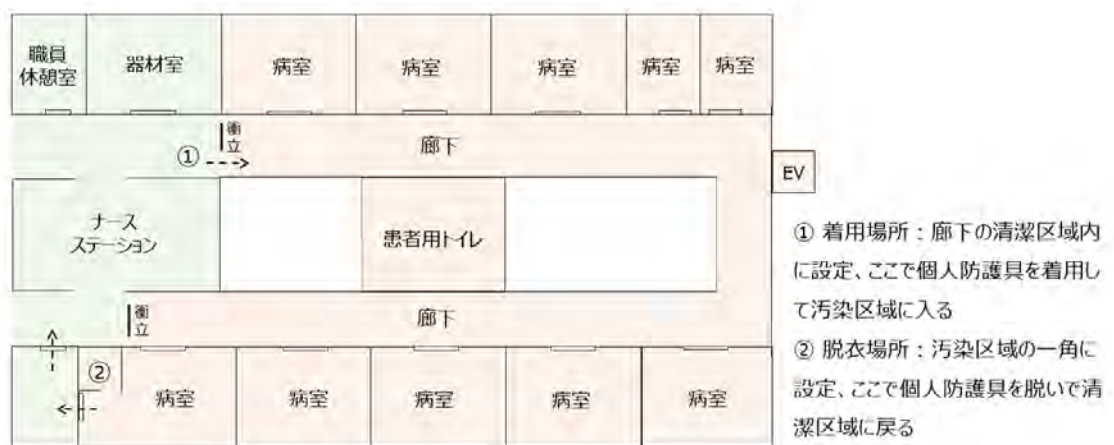 職員
休憩室
器材室
病室
病室
病室
病室
病室
衝立
廊下
①
EV
ナース
ステーション
患者用トイレ
衝立
廊下
②
病室
病室
病室
病室
病室
① 着用場所：廊下の清潔区域内
に設定、ここで個人防護具を着用し
て汚染区域に入る
② 脱衣場所：汚染区域の一角に
設定、ここで個人防護具を脱いで清
潔区域に戻る